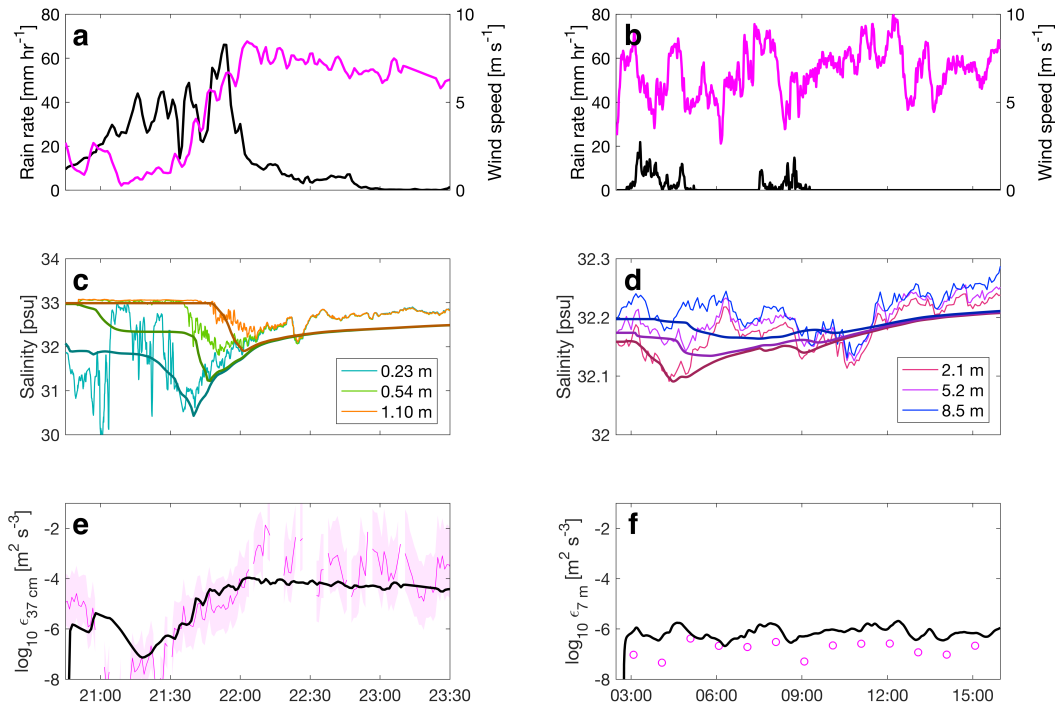 a
80
60
40
20
0
Rain rate [mm hr⁻¹]
10
5
0
Wind speed [m s⁻¹]
b
80
60
40
20
0
Rain rate [mm hr⁻¹]
10
5
0
Wind speed [m s⁻¹]
c
34
33
32
31
30
Salinity [psu]
0.23 m
0.54 m
1.10 m
d
32.3
32.2
32.1
32
Salinity [psu]
2.1 m
5.2 m
8.5 m
e
-2
-4
-6
-8
log₁₀ ϵ₃₇ cm [m² s⁻³]
21:00 21:30 22:00 22:30 23:00 23:30
f
-2
-4
-6
-8
log₁₀ ϵ₇ m [m² s⁻³]
03:00 06:00 09:00 12:00 15:00